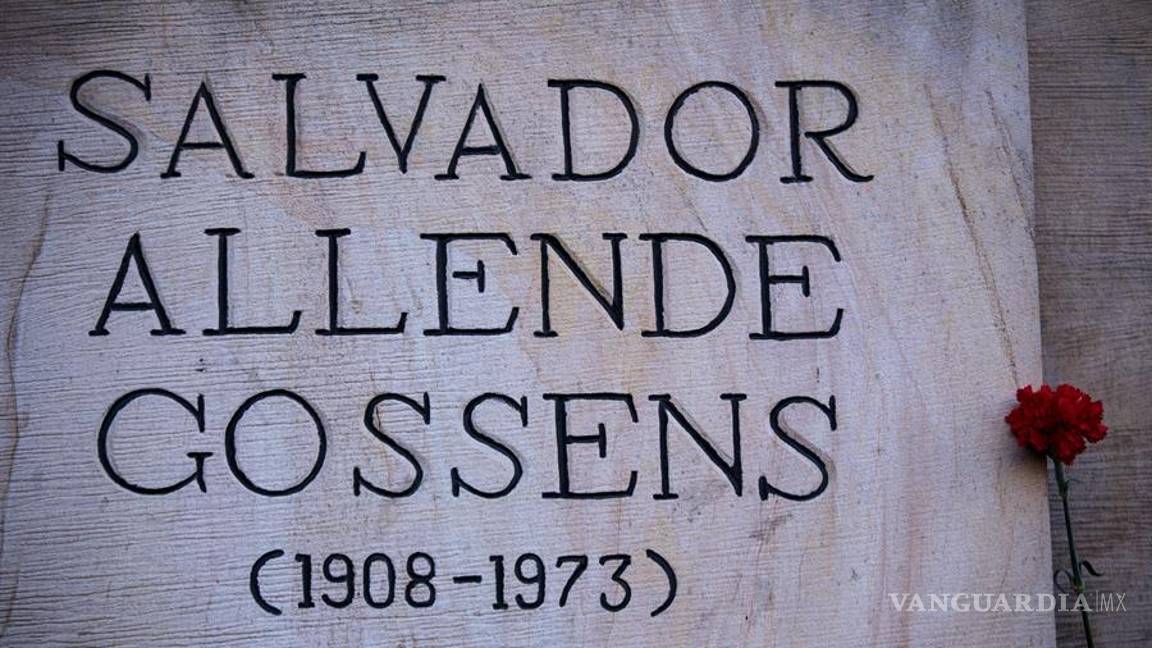 SALVADOR
ALLENDE
GOSSENS
(1908-1973)
VANGUARDIA|MX